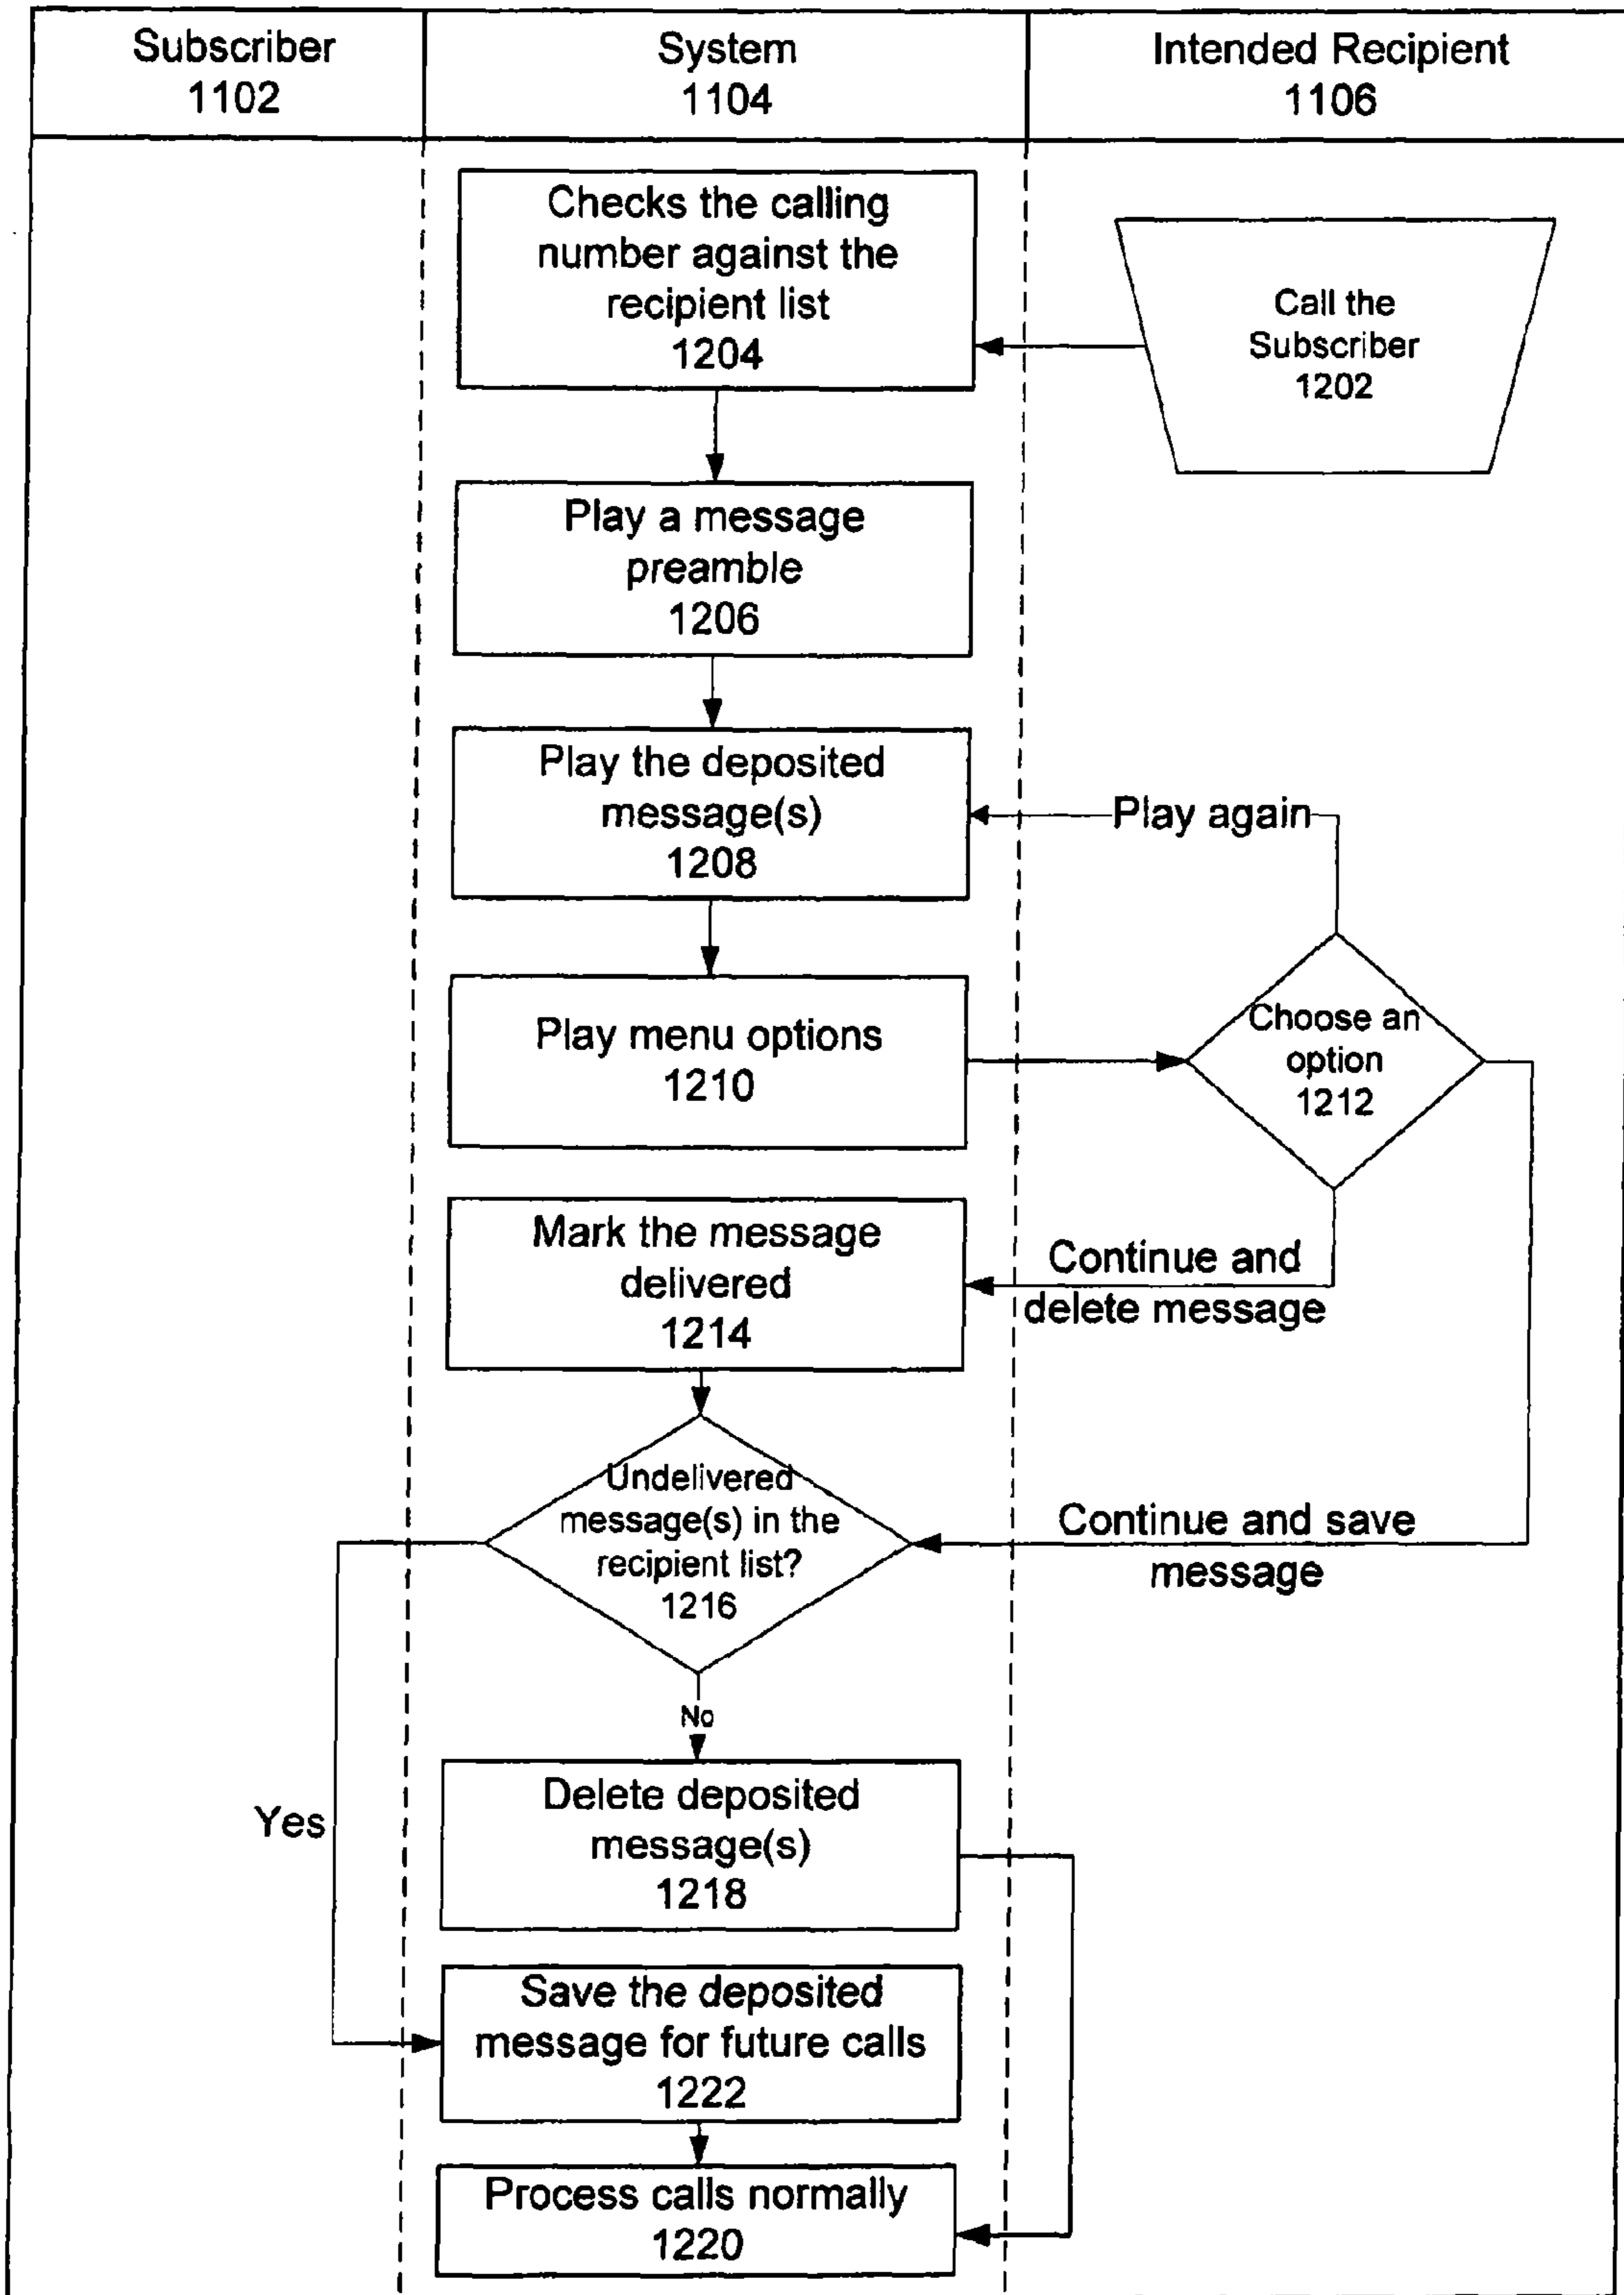 Subscriber
1102
System
1104
Intended Recipient
1106
Checks the calling
number against the
recipient list
1204
Call the
Subscriber
1202
Play a message
preamble
1206
Play the deposited
message(s)
1208
Play again
Play menu options
1210
Choose an
option
1212
Mark the message
delivered
1214
Continue and
delete message
Undelivered
message(s) in the
recipient list?
1216
Continue and save
message
No
Yes
Delete deposited
message(s)
1218
Save the deposited
message for future calls
1222
Process calls normally
1220